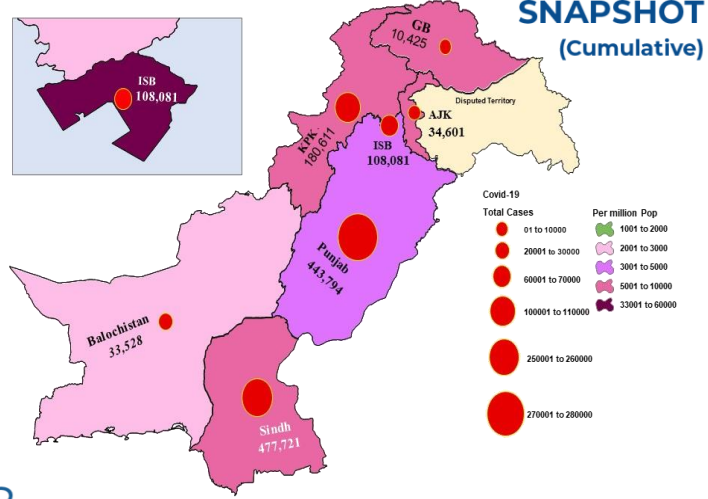 SNAPSHOT
(Cumulative)
GB
10,425
ISB
108,081
Disputed Territory
AJK
34,601
KPK
180,611
ISB
108,081
Punjab
443,794
Balochistan
33,528
Sindh
477,721
Covid-19
Total Cases
01 to 10000
20001 to 30000
60001 to 70000
100001 to 110000
250001 to 260000
270001 to 280000
Per million Pop
1001 to 2000
2001 to 3000
3001 to 5000
5001 to 10000
33001 to 60000